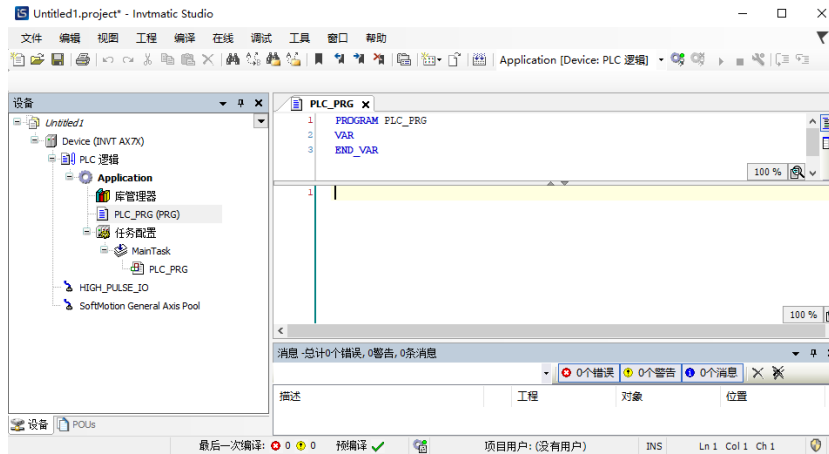 Untitled1.project* - Invtmatic Studio
文件 编辑 视图 工程 编译 在线 调试 工具 窗口 帮助
Application [Device: PLC 逻辑]
设备
Untitled1
Device (INVT AX7X)
PLC 逻辑
Application
库管理器
PLC_PRG (PRG)
任务配置
MainTask
PLC_PRG
HIGH_PULSE_IO
SoftMotion General Axis Pool
设备 POUs
PLC_PRG
1 PROGRAM PLC_PRG
2 VAR
3 END_VAR
100 %
1
100 %
消息 -总计0个错误, 0警告, 0条消息
0个错误 0个警告 0个消息
描述 工程 对象 位置
最后一次编译: 0 0 预编译 项目用户: (没有用户) INS Ln 1 Col 1 Ch 1